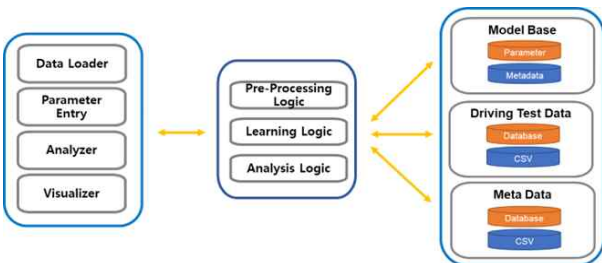 Data Loader
Parameter
Entry
Analyzer
Visualizer
Pre-Processing
Logic
Learning Logic
Analysis Logic
Model Base
Parameter
Metadata
Driving Test Data
Database
CSV
Meta Data
Database
CSV